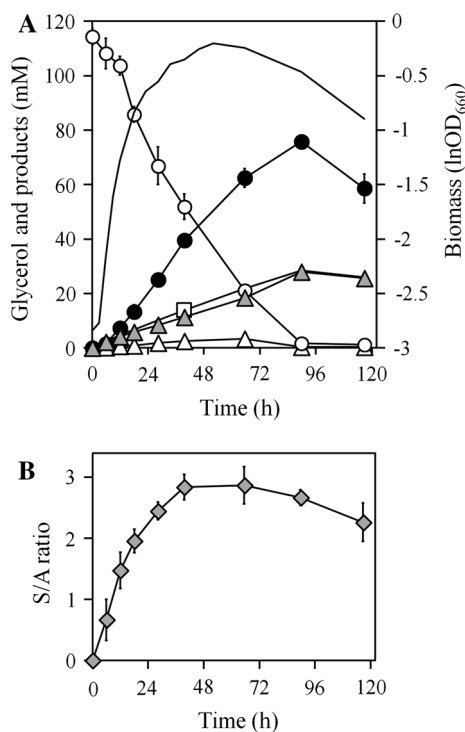 A
Glycerol and products (mM)
120
100
80
60
40
20
0
-0
-0.5
-1
-1.5
-2
-2.5
-3
Biomass (lnOD660)
0 24 48 72 96 120
Time (h)
B
S/A ratio
3
2
1
0
0 24 48 72 96 120
Time (h)